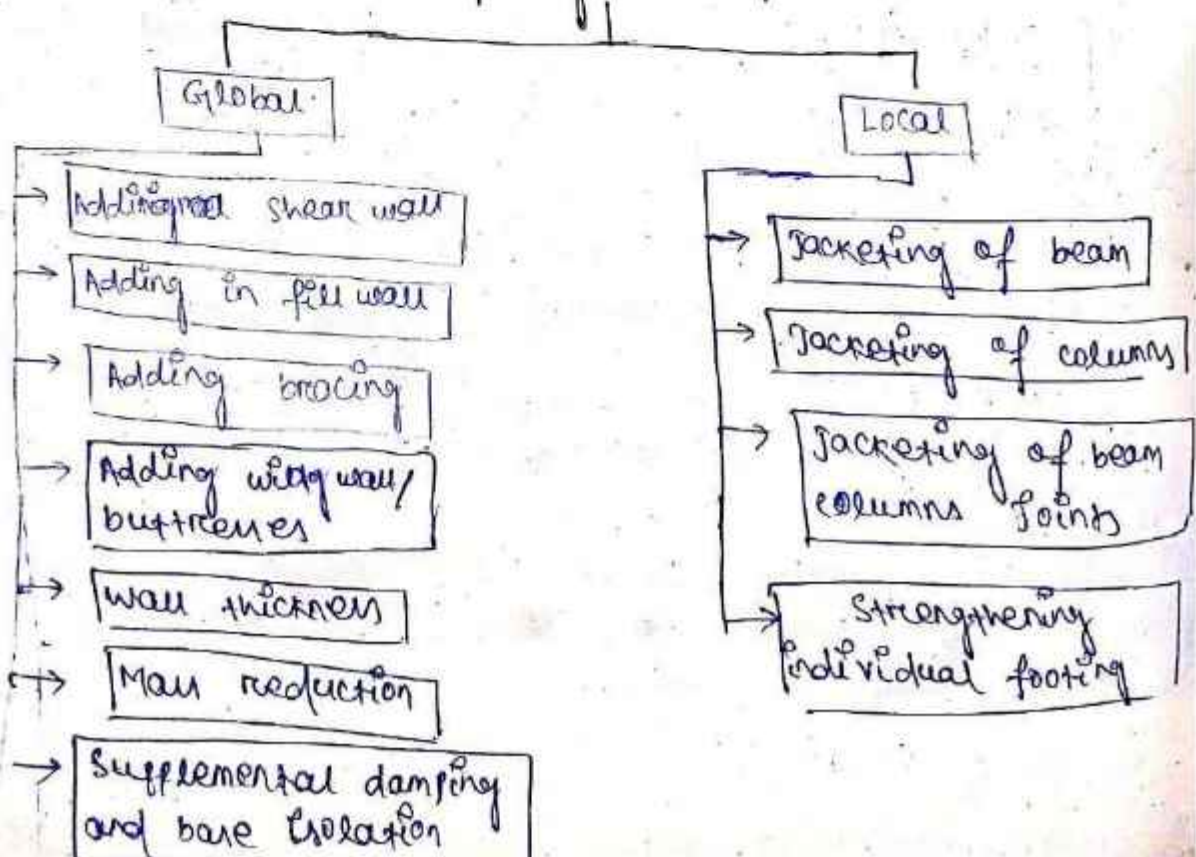 Global
Adding shear wall
Adding in fill wall
Adding bracing
Adding wing wall/
buttresses
Wall thickness
Mass reduction
Supplemental damping
and base isolation
Local
Jacketing of beam
Jacketing of columns
Jacketing of beam
columns joints
Strengthening
individual footing